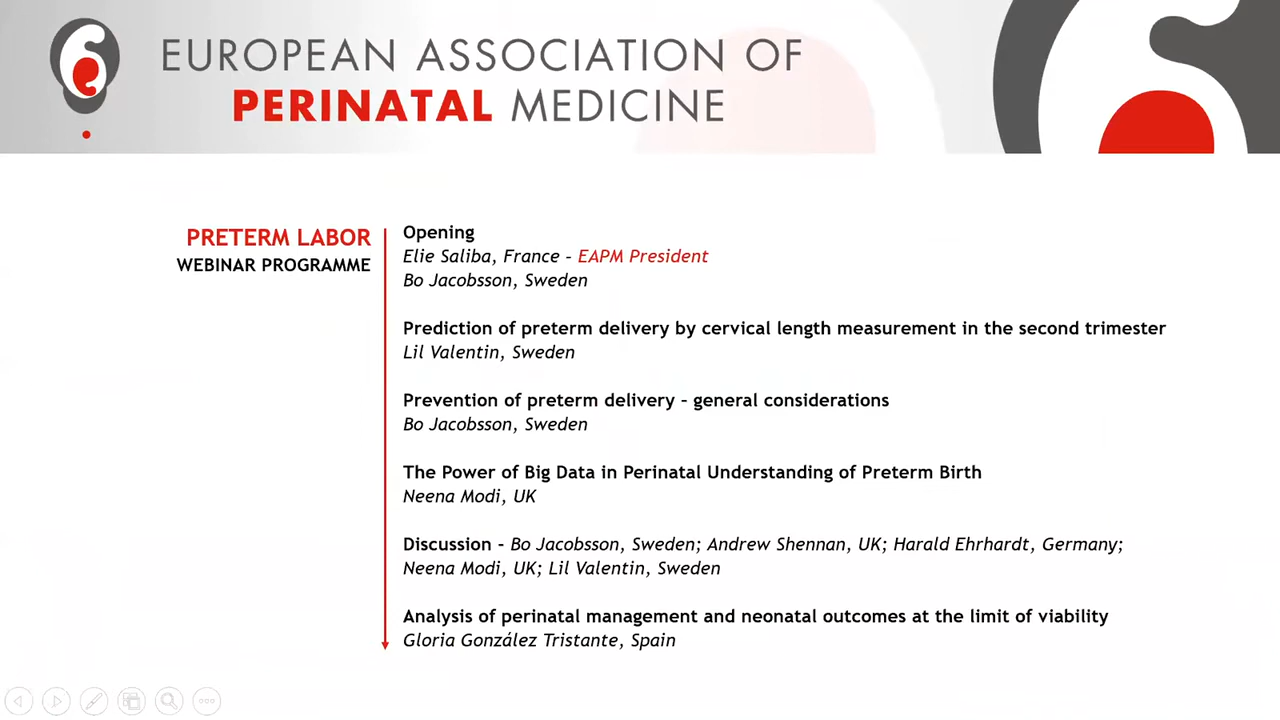 EUROPEAN ASSOCIATION OF
PERINATAL MEDICINE
PRETERM LABOR
WEBINAR PROGRAMME
Opening
Elie Saliba, France – EAPM President
Bo Jacobsson, Sweden
Prediction of preterm delivery by cervical length measurement in the second trimester
Lil Valentin, Sweden
Prevention of preterm delivery – general considerations
Bo Jacobsson, Sweden
The Power of Big Data in Perinatal Understanding of Preterm Birth
Neena Modi, UK
Discussion – Bo Jacobsson, Sweden; Andrew Shennan, UK; Harald Ehrhardt, Germany;
Neena Modi, UK; Lil Valentin, Sweden
Analysis of perinatal management and neonatal outcomes at the limit of viability
Gloria González Tristante, Spain